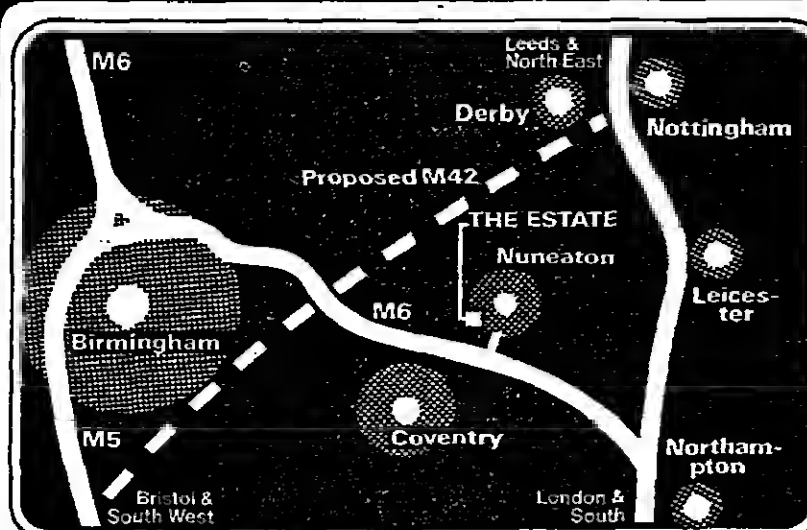 M6
Leeds &
North East
Derby
Nottingham
Proposed M42
THE ESTATE
Nuneaton
Leices-
ter
M6
Birmingham
Coventry
M5
Northam-
pton
Bristol &
South West
London &
South